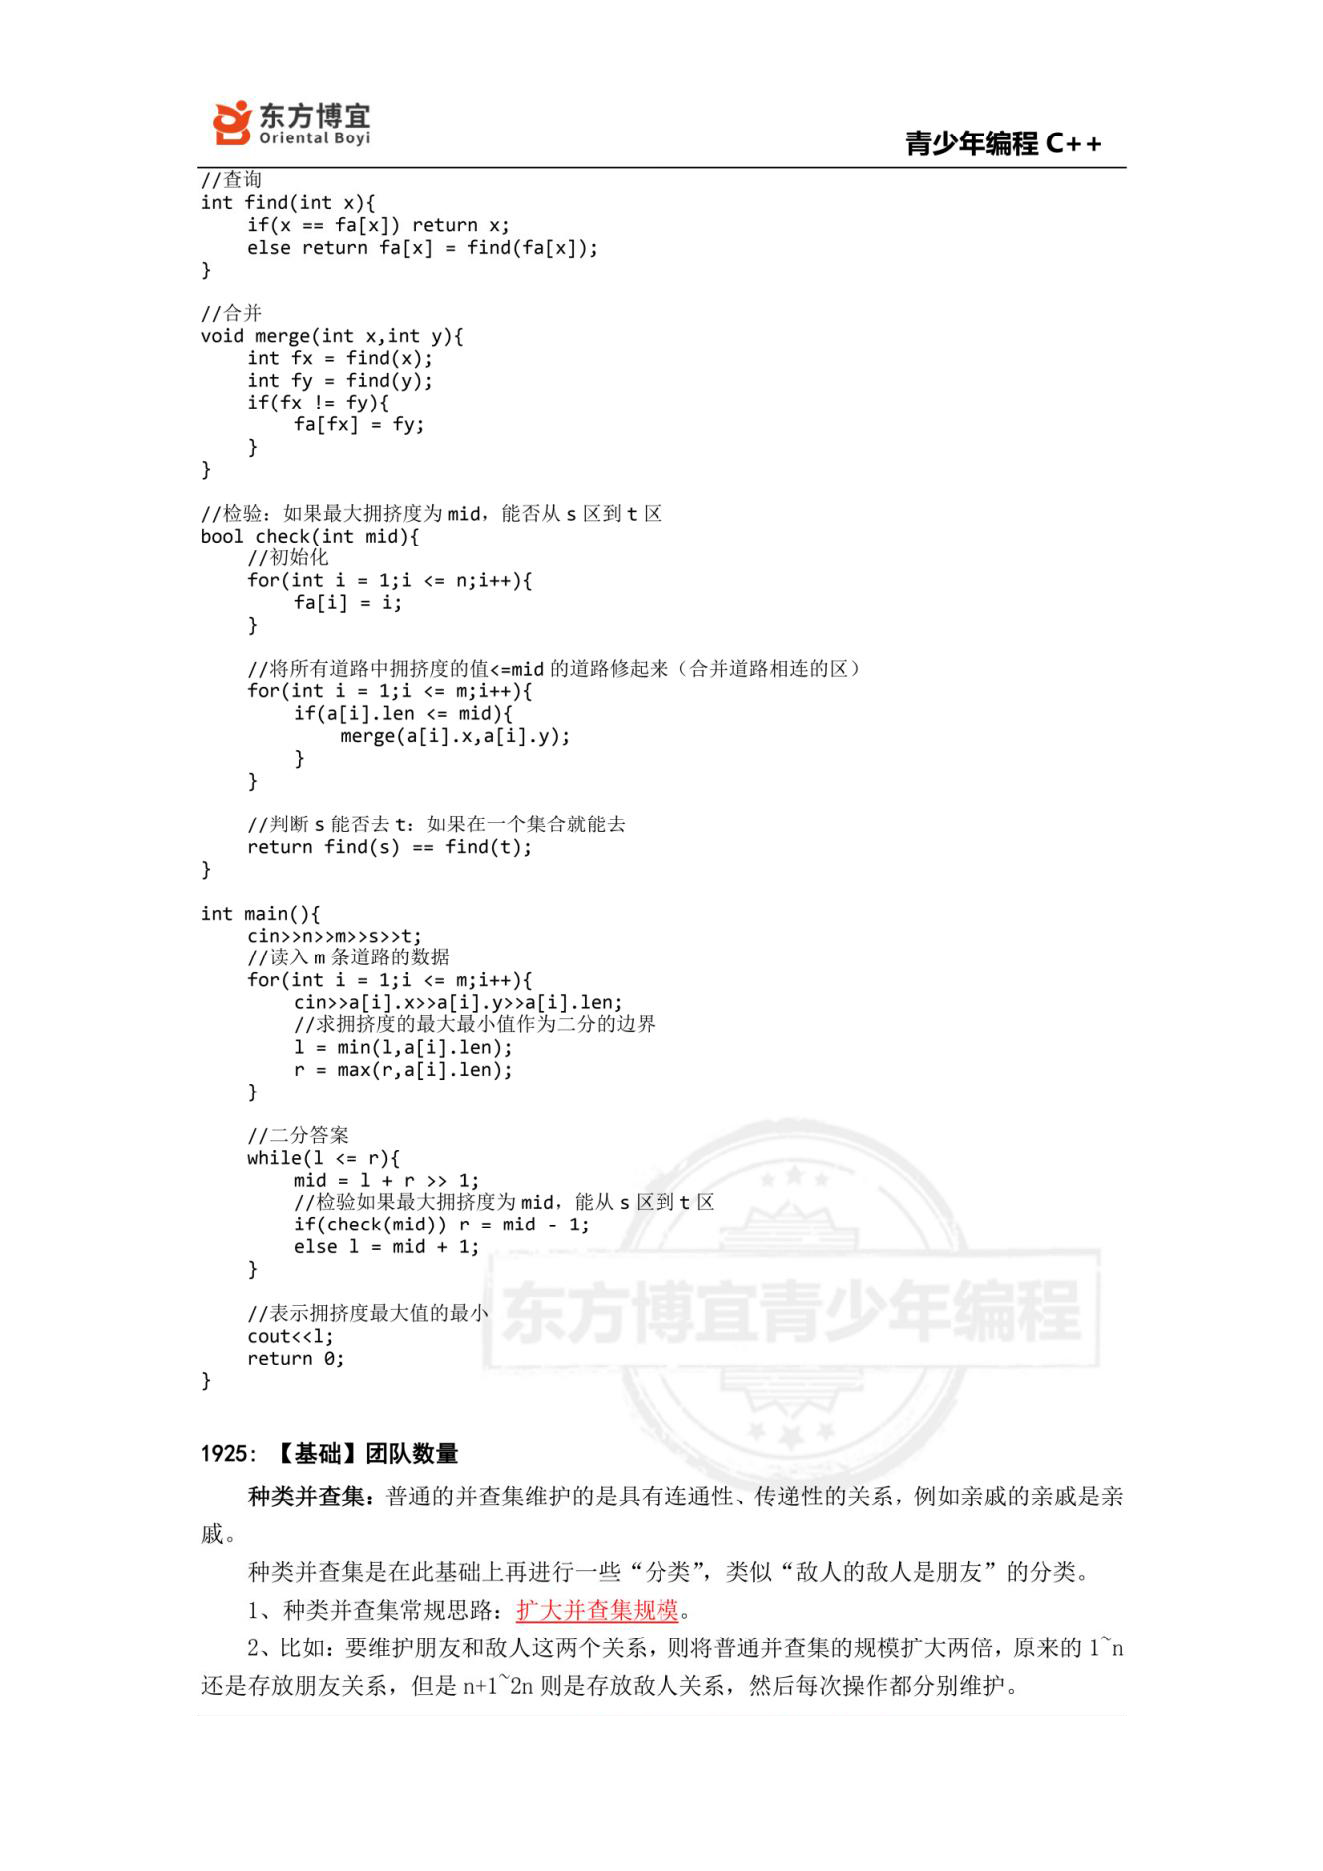 东方博宜
Oriental Boyi
青少年编程 C++
//查询
int find(int x){
    if(x == fa[x]) return x;
    else return fa[x] = find(fa[x]);
}
//合并
void merge(int x,int y){
    int fx = find(x);
    int fy = find(y);
    if(fx != fy){
        fa[fx] = fy;
    }
}
//检验：如果最大拥挤度为 mid，能否从 s 区到 t 区
bool check(int mid){
    //初始化
    for(int i = 1;i <= n;i++){
        fa[i] = i;
    }
    //将所有道路中拥挤度的值<=mid 的道路修起来（合并道路相连的区）
    for(int i = 1;i <= m;i++){
        if(a[i].len <= mid){
            merge(a[i].x,a[i].y);
        }
    }
    //判断 s 能否去 t：如果在一个集合就能去
    return find(s) == find(t);
}
int main(){
    cin>>n>>m>>s>>t;
    //读入 m 条道路的数据
    for(int i = 1;i <= m;i++){
        cin>>a[i].x>>a[i].y>>a[i].len;
        //求拥挤度的最大最小值作为二分的边界
        l = min(l,a[i].len);
        r = max(r,a[i].len);
    }
    //二分答案
    while(l <= r){
        mid = l + r >> 1;
        //检验如果最大拥挤度为 mid，能从 s 区到 t 区
        if(check(mid)) r = mid - 1;
        else l = mid + 1;
    }
    //表示拥挤度最大值的最小
    cout<<l;
    return 0;
}
东方博宜青少年编程
1925: 【基础】团队数量
种类并查集：普通的并查集维护的是具有连通性、传递性的关系，例如亲戚的亲戚是亲
戚。
种类并查集是在此基础上再进行一些“分类”，类似“敌人的敌人是朋友”的分类。
1、种类并查集常规思路：扩大并查集规模。
2、比如：要维护朋友和敌人这两个关系，则将普通并查集的规模扩大两倍，原来的 1~n
还是存放朋友关系，但是 n+1~2n 则是存放敌人关系，然后每次操作都分别维护。